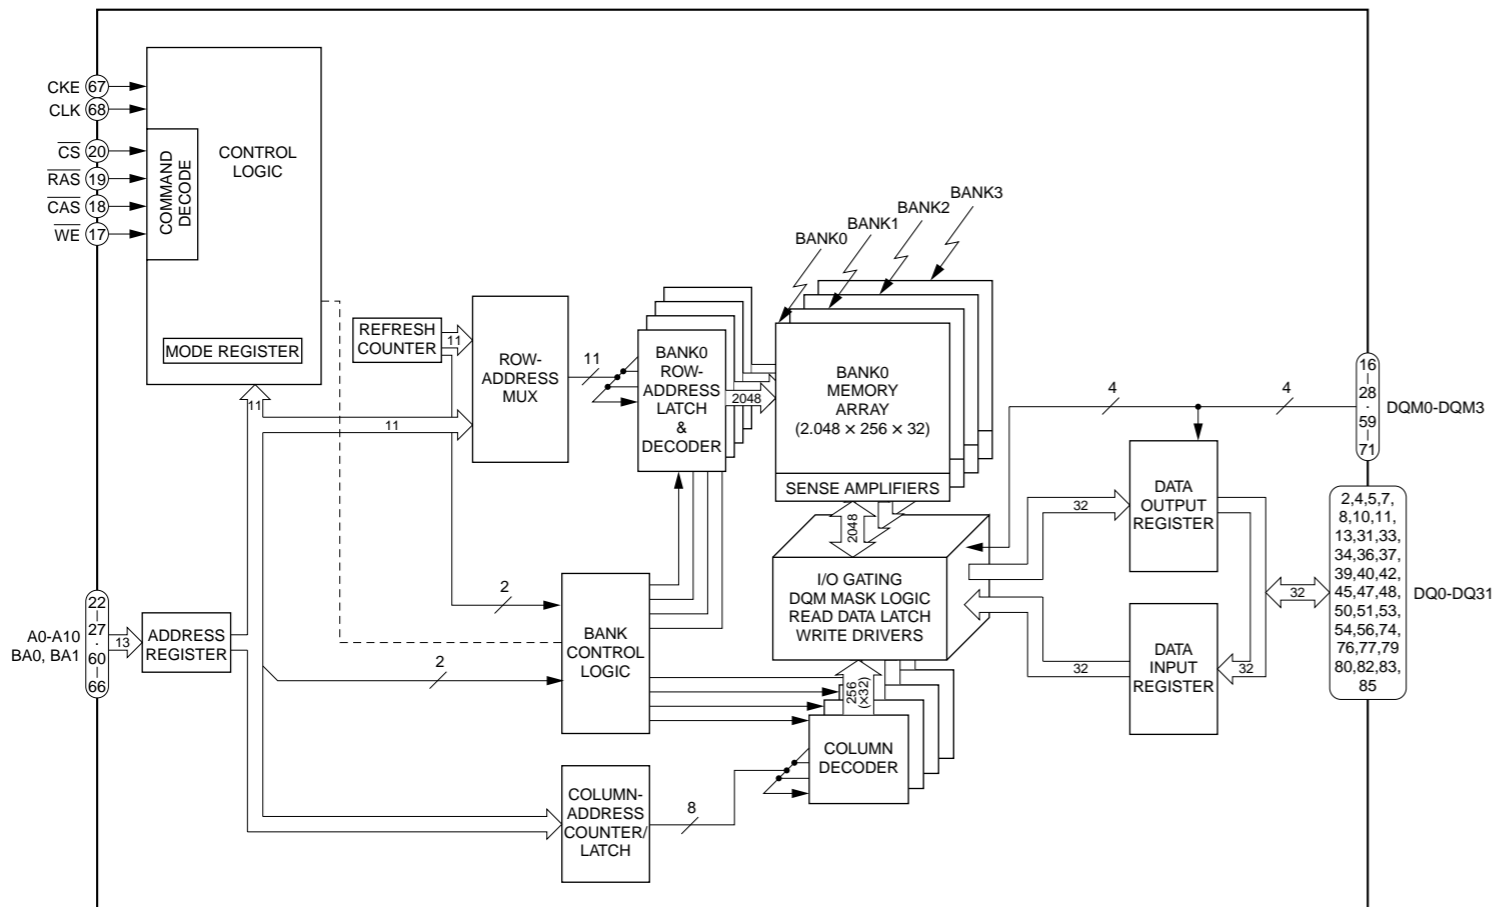 CKE 67
CLK 68
CS 20
RAS 19
CAS 18
WE 17
COMMAND
DECODE
CONTROL
LOGIC
MODE REGISTER
11
REFRESH
COUNTER
11
11
ROW-
ADDRESS
MUX
11
BANK0
ROW-
ADDRESS
LATCH
&
DECODER
2048
BANK0
BANK1
BANK2
BANK3
BANK0
MEMORY
ARRAY
(2.048 × 256 × 32)
SENSE AMPLIFIERS
2048
I/O GATING
DQM MASK LOGIC
READ DATA LATCH
WRITE DRIVERS
256
(x32)
COLUMN
DECODER
A0-A10
BA0, BA1
22
27
60
66
13
ADDRESS
REGISTER
2
2
BANK
CONTROL
LOGIC
COLUMN-
ADDRESS
COUNTER/
LATCH
8
4
4
16
28
59
71
DQM0-DQM3
32
DATA
OUTPUT
REGISTER
32
DATA
INPUT
REGISTER
32
32
2,4,5,7,
8,10,11,
13,31,33,
34,36,37,
39,40,42,
45,47,48,
50,51,53,
54,56,74,
76,77,79
80,82,83,
85
DQ0-DQ31